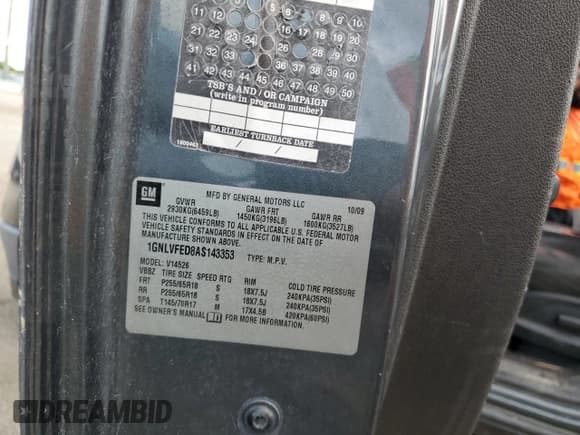 5 6 7 8 9 10
11 12 13 16 17 18 19 20
21 22 23 24 25 26 28 29 30
31 32 33 34 35 36 37 38 39 40
41 42 43 44 45 46 47 48 49 50
TSB'S AND / OR CAMPAIGN
(write in program number)
EARLIEST TURNBACK DATE
/ /
GM
MFD BY GENERAL MOTORS LLC
10/09
GVWR GAWR FRT GAWR RR
2930KG(6459LB) 1450KG(3196LB) 1600KG(3527LB)
THIS VEHICLE CONFORMS TO ALL APPLICABLE U.S. FEDERAL MOTOR
VEHICLE SAFETY STANDARDS IN EFFECT ON THE DATE OF
MANUFACTURE SHOWN ABOVE.
1GNLVFED8AS143353 TYPE: M.P.V.
MODEL: V14526
VBBZ TIRE SIZE SPEED RTG RIM COLD TIRE PRESSURE
FRT P255/65R18 S 18X7.5J 240KPA(35PSI)
RR P255/65R18 S 18X7.5J 240KPA(35PSI)
SPA T145/70R17 M 17X4.5B 420KPA(60PSI)
SEE OWNER'S MANUAL FOR MORE INFORMATION.
DREAMBID